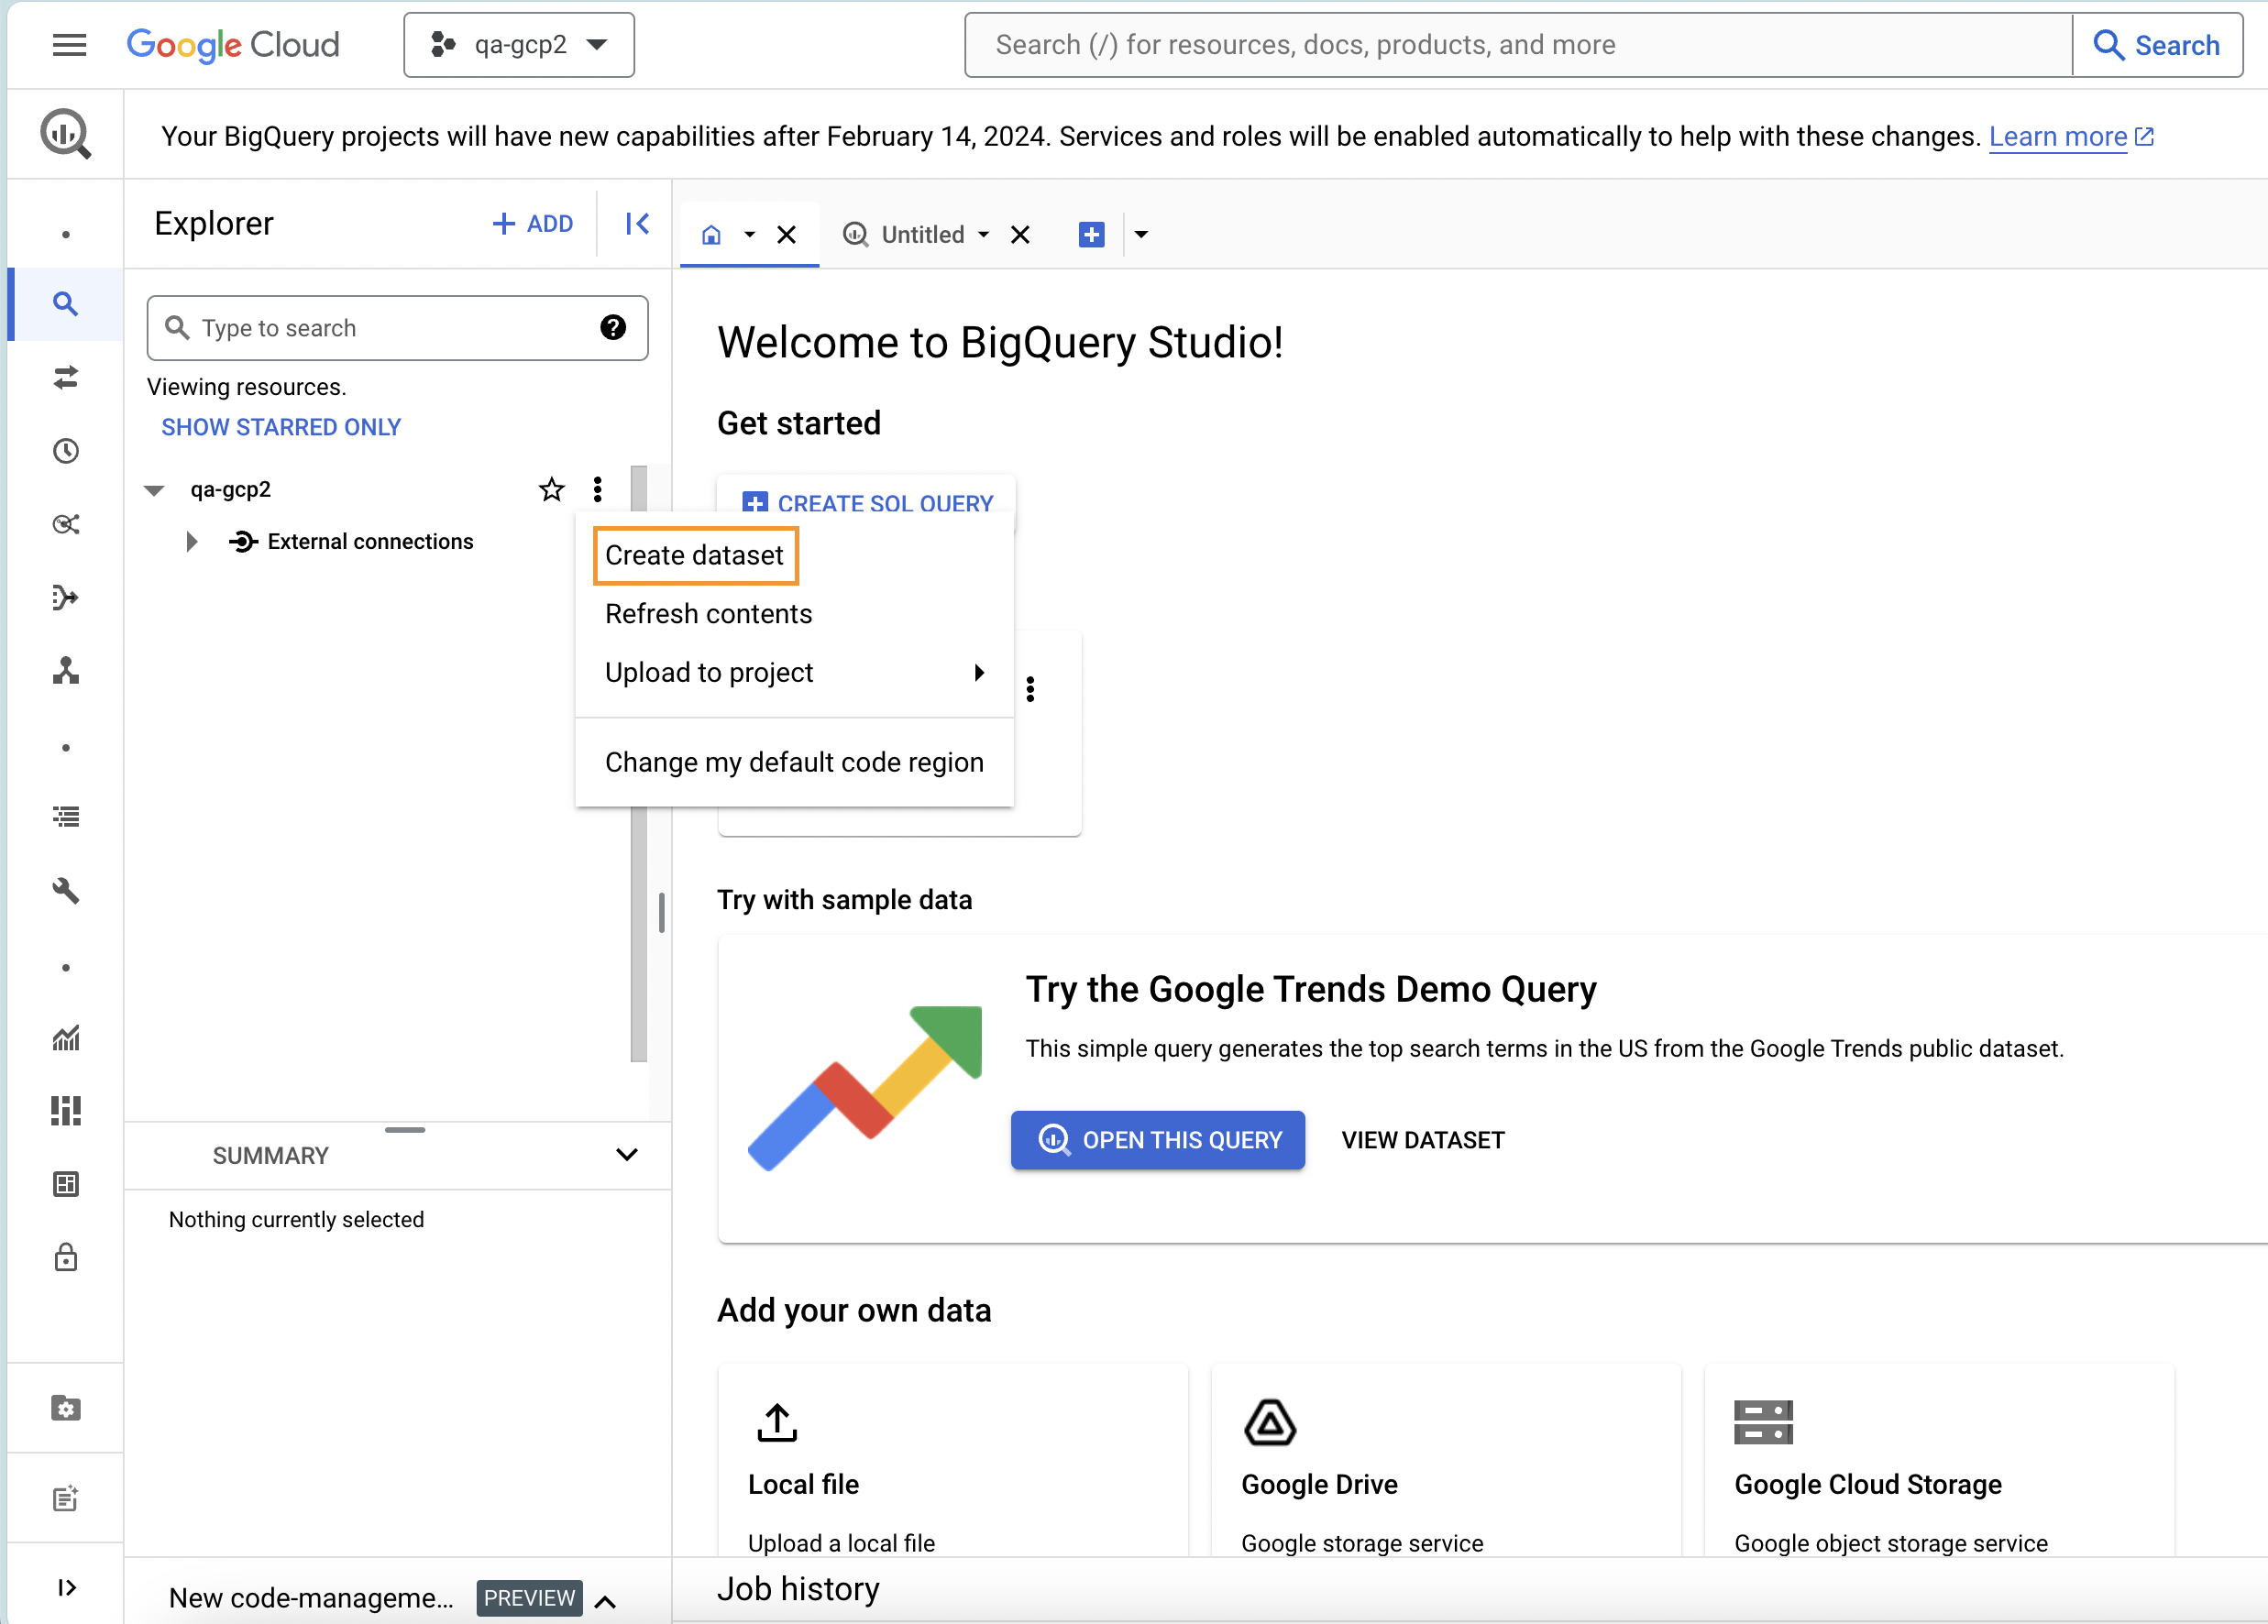 Google Cloud
qa-gcp2
Search (/) for resources, docs, products, and more
Search
Your BigQuery projects will have new capabilities after February 14, 2024. Services and roles will be enabled automatically to help with these changes. Learn more
Explorer
ADD
Untitled
Type to search
Viewing resources.
SHOW STARRED ONLY
qa-gcp2
External connections
Welcome to BigQuery Studio!
Get started
CREATE SQL QUERY
Create dataset
Refresh contents
Upload to project
Change my default code region
Try with sample data
Try the Google Trends Demo Query
This simple query generates the top search terms in the US from the Google Trends public dataset.
OPEN THIS QUERY
VIEW DATASET
SUMMARY
Nothing currently selected
Add your own data
Local file
Upload a local file
Google Drive
Google storage service
Google Cloud Storage
Google object storage service
New code-manageme...
PREVIEW
Job history